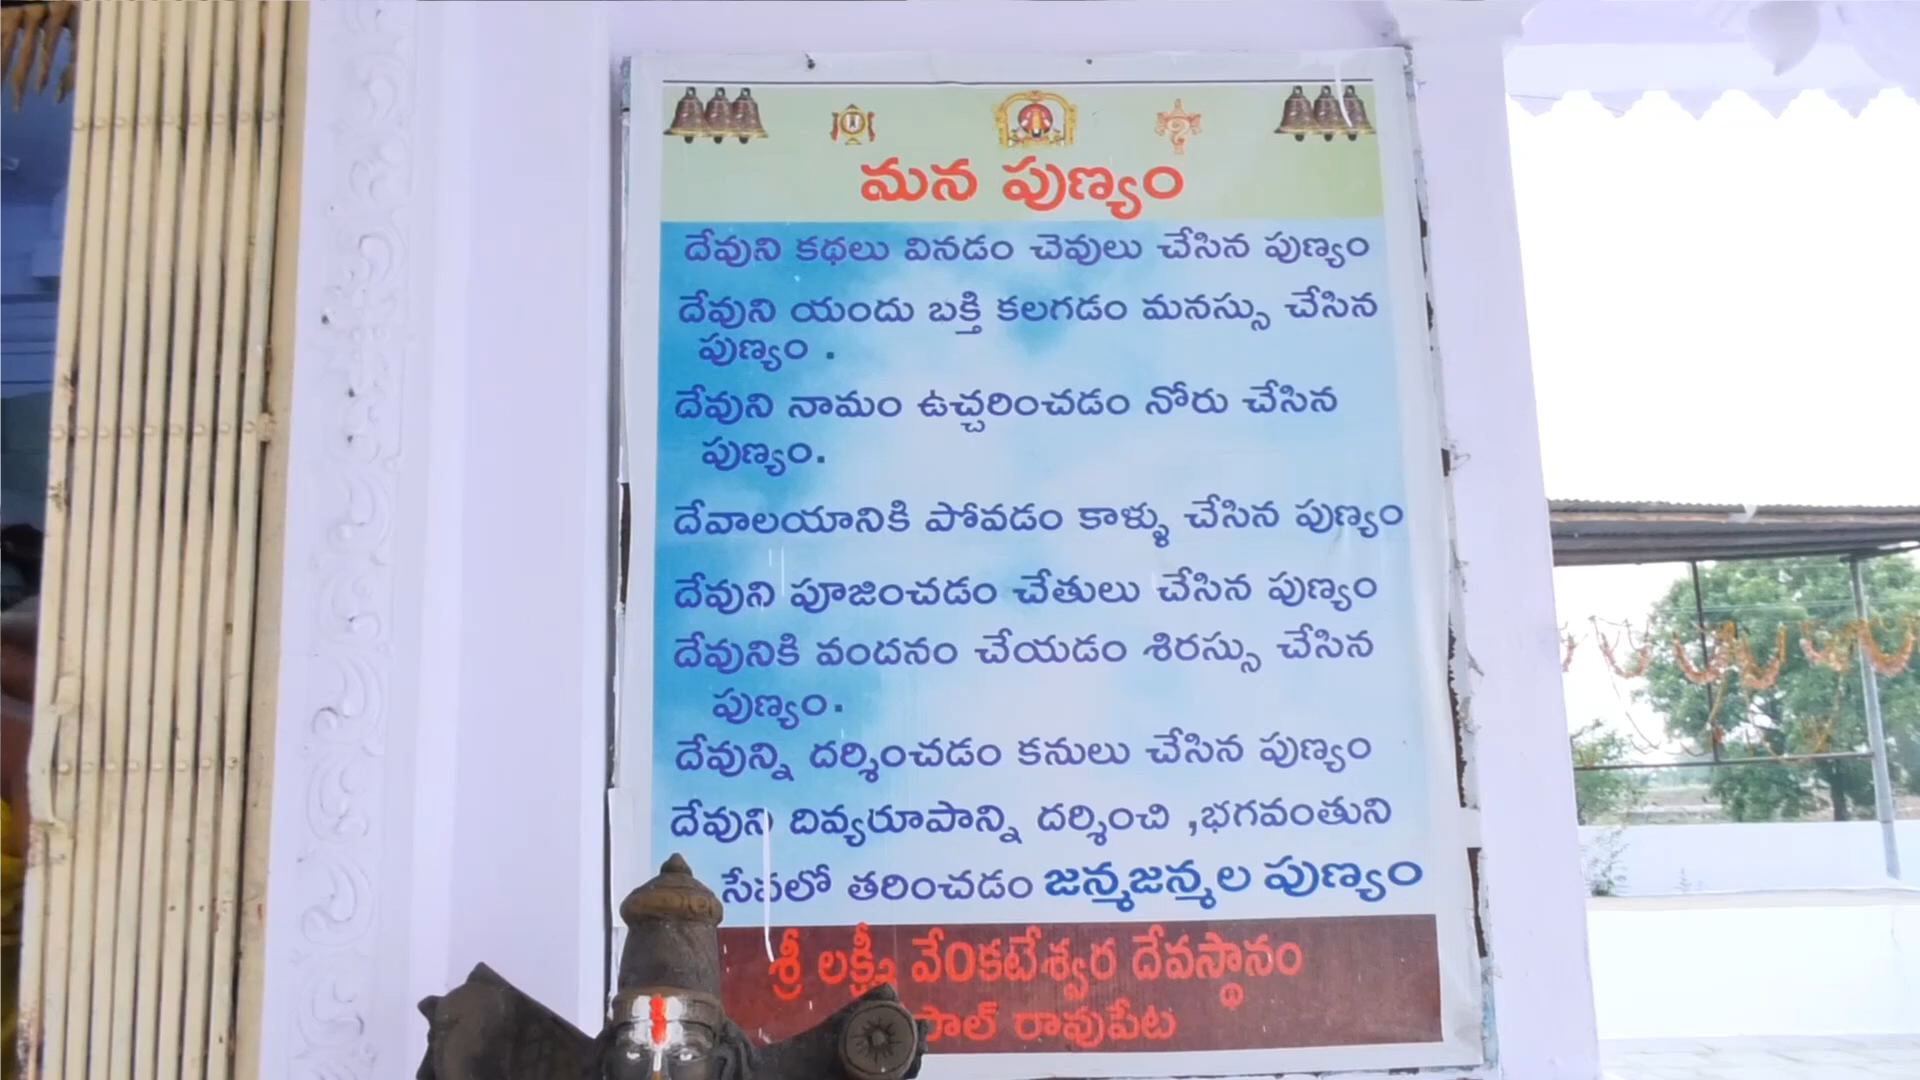 మన పుణ్యం
దేవుని కథలు వినడం చెవులు చేసిన పుణ్యం
దేవుని యందు బక్తి కలగడం మనస్సు చేసిన
పుణ్యం .
దేవుని నామం ఉచ్చరించడం నోరు చేసిన
పుణ్యం.
దేవాలయానికి పోవడం కాళ్ళు చేసిన పుణ్యం
దేవుని పూజించడం చేతులు చేసిన పుణ్యం
దేవునికి వందనం చేయడం శిరస్సు చేసిన
పుణ్యం.
దేవున్ని దర్శించడం కనులు చేసిన పుణ్యం
దేవుని దివ్యరూపాన్ని దర్శించి ,భగవంతుని
సేవలో తరించడం జన్మజన్మల పుణ్యం
శ్రీ లక్ష్మీ వేంకటేశ్వర దేవస్థానం
రావుపేట